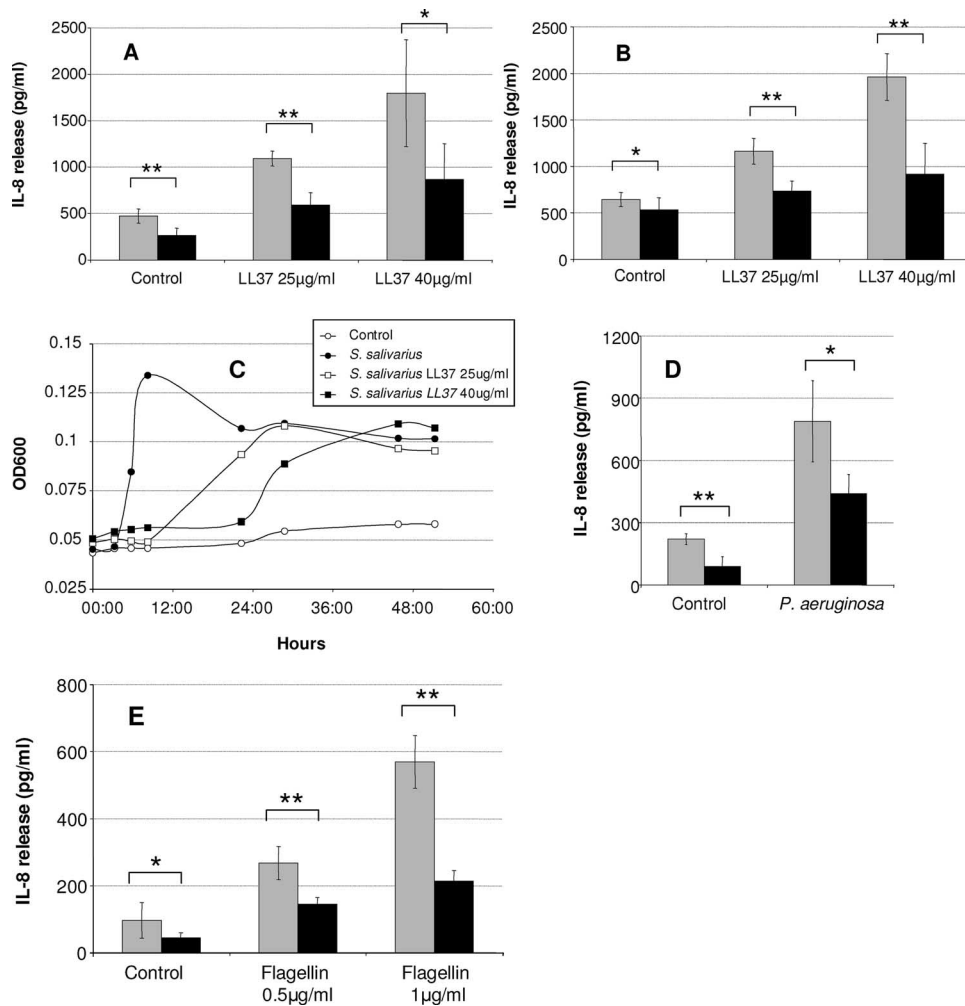 A
IL-8 release (pg/ml)
2500
2000
1500
1000
500
0
**
**
*
Control
LL37 25µg/ml
LL37 40µg/ml
B
IL-8 release (pg/ml)
2500
2000
1500
1000
500
0
*
**
**
Control
LL37 25µg/ml
LL37 40µg/ml
C
Control
S. salivarius
S. salivarius LL37 25ug/ml
S. salivarius LL37 40ug/ml
OD600
0.15
0.125
0.1
0.075
0.05
0.025
00:00
12:00
24:00
36:00
48:00
60:00
Hours
D
IL-8 release (pg/ml)
1200
900
600
300
0
**
*
Control
P. aeruginosa
E
IL-8 release (pg/ml)
800
600
400
200
0
*
**
**
Control
Flagellin
0.5µg/ml
Flagellin
1µg/ml